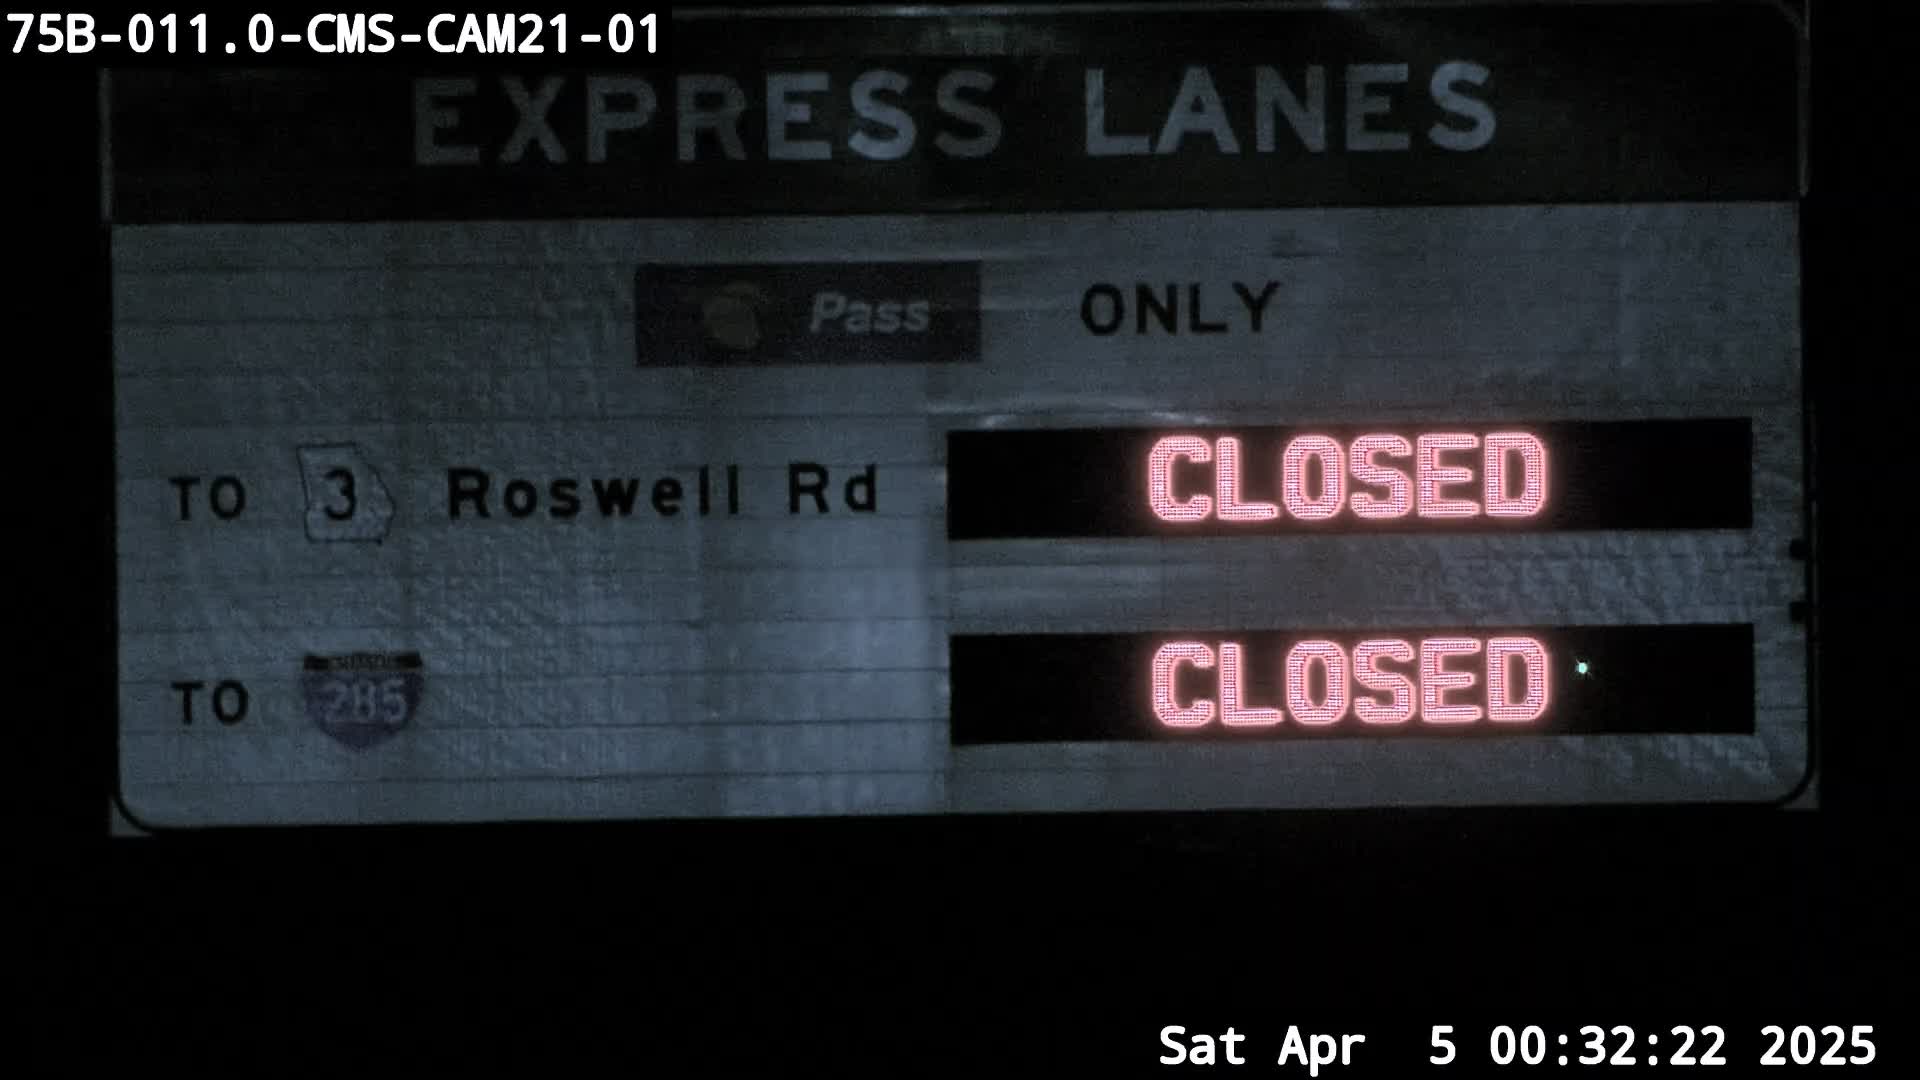 75B-011.0-CMS-CAM21-01
EXPRESS LANES
Pass ONLY
TO 3 Roswell Rd CLOSED
TO 285 CLOSED
Sat Apr 5 00:32:22 2025